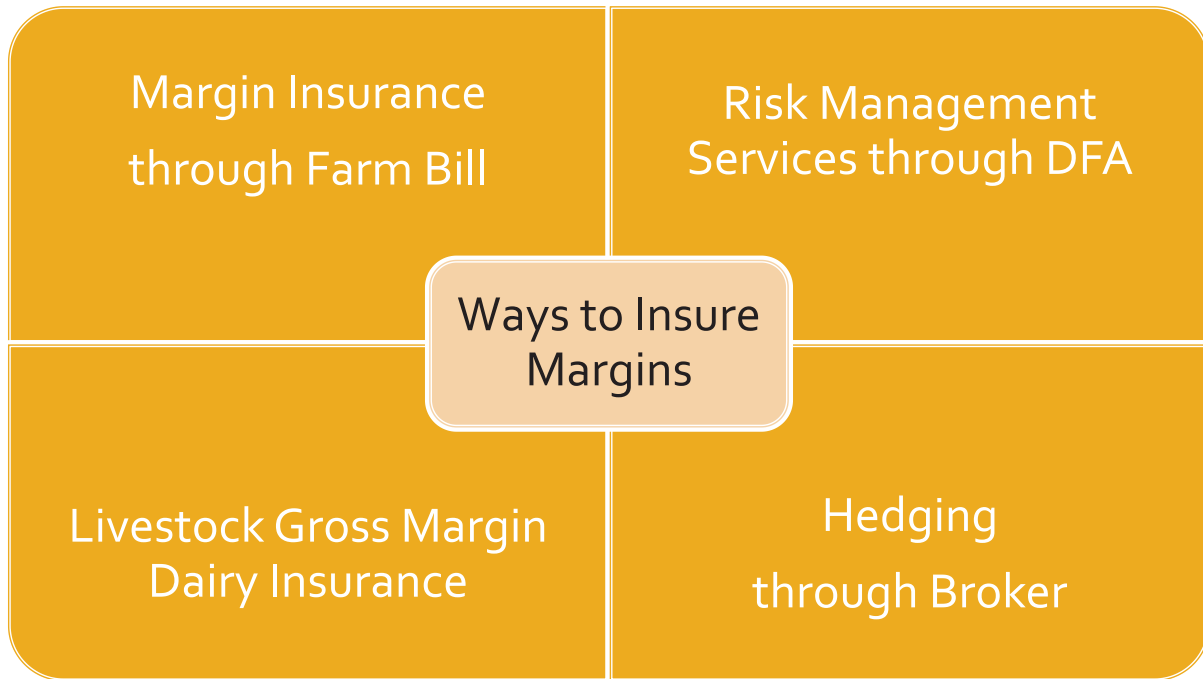 Margin Insurance
through Farm Bill
Risk Management
Services through DFA
Ways to Insure
Margins
Livestock Gross Margin
Dairy Insurance
Hedging
through Broker